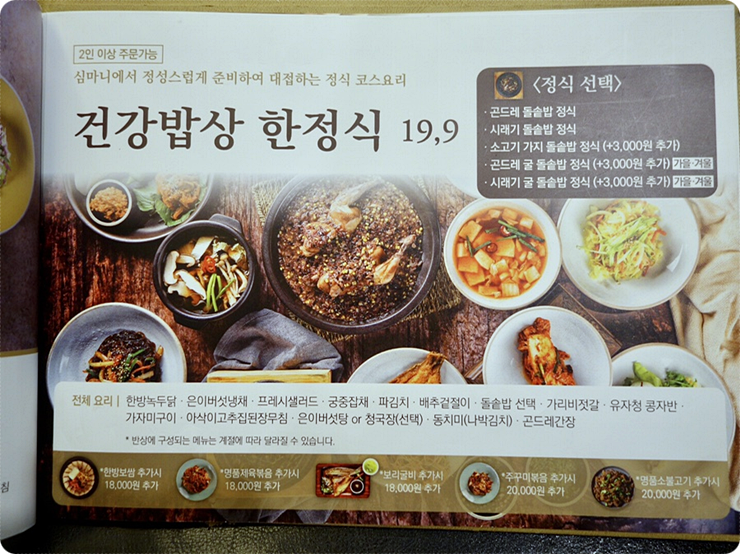 2인 이상 주문가능
심마니에서 정성스럽게 준비하여 대접하는 정식 코스요리
건강밥상 한정식 19,9
<정식 선택>
· 곤드레 돌솥밥 정식
· 시래기 돌솥밥 정식
· 소고기 가지 돌솥밥 정식 (+3,000원 추가)
· 곤드레 굴 돌솥밥 정식 (+3,000원 추가) 가을·겨울
· 시래기 굴 돌솥밥 정식 (+3,000원 추가) 가을·겨울
전체 요리 | 한방녹두닭 · 은이버섯냉채 · 프레시샐러드 · 궁중잡채 · 파김치 · 배추겉절이 · 돌솥밥 선택 · 가리비젓갈 · 유자청 콩자반 ·
가자미구이 · 아삭이고추집된장무침 · 은이버섯탕 or 청국장(선택) · 동치미(나박김치) · 곤드레간장
* 반상에 구성되는 메뉴는 계절에 따라 달라질 수 있습니다.
*한방보쌈 추가시
18,000원 추가
*명품제육볶음 추가시
18,000원 추가
*보리굴비 추가시
18,000원 추가
*주꾸미볶음 추가시
20,000원 추가
*명품소불고기 추가시
20,000원 추가
침